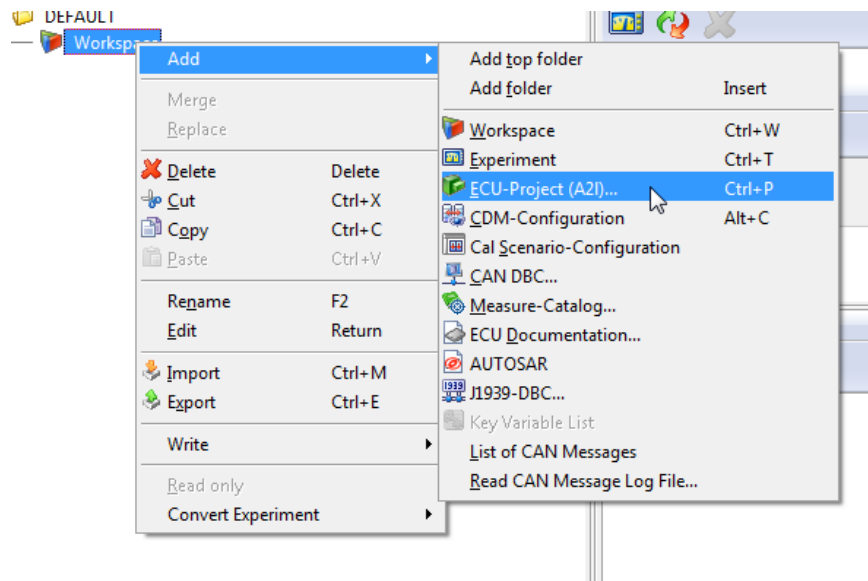 DEFAULT
Workspace
Add
Merge
Replace
Delete Delete
Cut Ctrl+X
Copy Ctrl+C
Paste Ctrl+V
Rename F2
Edit Return
Import Ctrl+M
Export Ctrl+E
Write
Read only
Convert Experiment
Add top folder
Add folder Insert
Workspace Ctrl+W
Experiment Ctrl+T
ECU-Project (A2l)... Ctrl+P
CDM-Configuration Alt+C
Cal Scenario-Configuration
CAN DBC...
Measure-Catalog...
ECU Documentation...
AUTOSAR
1939
J1939-DBC...
Key Variable List
List of CAN Messages
Read CAN Message Log File...